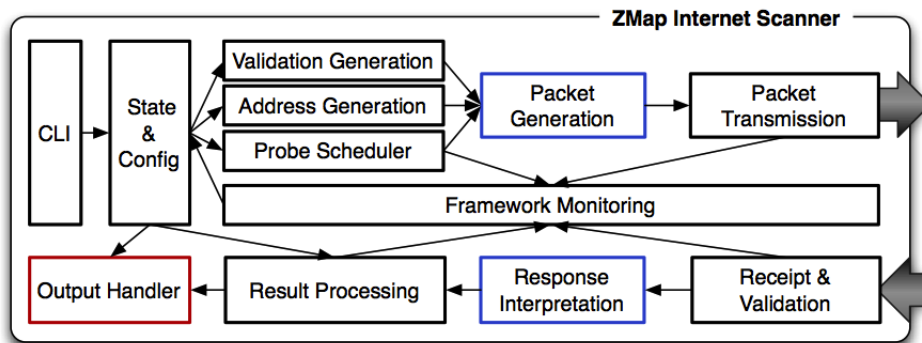 ZMap Internet Scanner
CLI
State
&
Config
Validation Generation
Address Generation
Probe Scheduler
Packet
Generation
Packet
Transmission
Framework Monitoring
Output Handler
Result Processing
Response
Interpretation
Receipt &
Validation